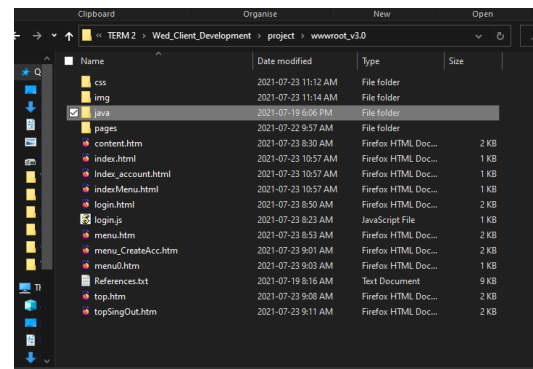 Clipboard Organise New Open
« TERM 2 > Wed_Client_Development > project > wwwroot_v3.0
Name Date modified Type Size
css 2021-07-23 11:12 AM File folder
img 2021-07-23 11:14 AM File folder
java 2021-07-19 6:06 PM File folder
pages 2021-07-22 9:57 AM File folder
content.htm 2021-07-23 8:30 AM Firefox HTML Doc... 2 KB
index.html 2021-07-23 10:57 AM Firefox HTML Doc... 1 KB
Index_account.html 2021-07-23 10:57 AM Firefox HTML Doc... 1 KB
indexMenu.html 2021-07-23 10:57 AM Firefox HTML Doc... 1 KB
login.html 2021-07-23 8:50 AM Firefox HTML Doc... 2 KB
login.js 2021-07-23 8:23 AM JavaScript File 1 KB
menu.htm 2021-07-23 8:53 AM Firefox HTML Doc... 2 KB
menu_CreateAcc.htm 2021-07-23 9:01 AM Firefox HTML Doc... 2 KB
menu0.htm 2021-07-23 9:03 AM Firefox HTML Doc... 1 KB
References.txt 2021-07-19 8:16 AM Text Document 9 KB
top.htm 2021-07-23 9:08 AM Firefox HTML Doc... 2 KB
topSingOut.htm 2021-07-23 9:11 AM Firefox HTML Doc... 2 KB